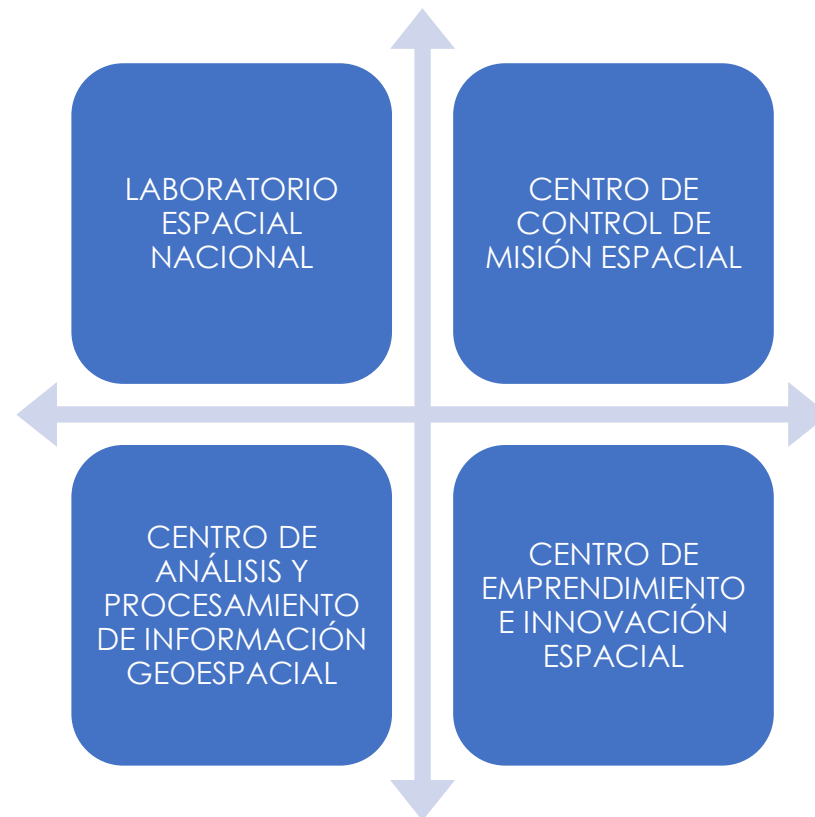 LABORATORIO
ESPACIAL
NACIONAL
CENTRO DE
CONTROL DE
MISIÓN ESPACIAL
CENTRO DE
ANÁLISIS Y
PROCESAMIENTO
DE INFORMACIÓN
GEOESPACIAL
CENTRO DE
EMPRENDIMIENTO
E INNOVACIÓN
ESPACIAL